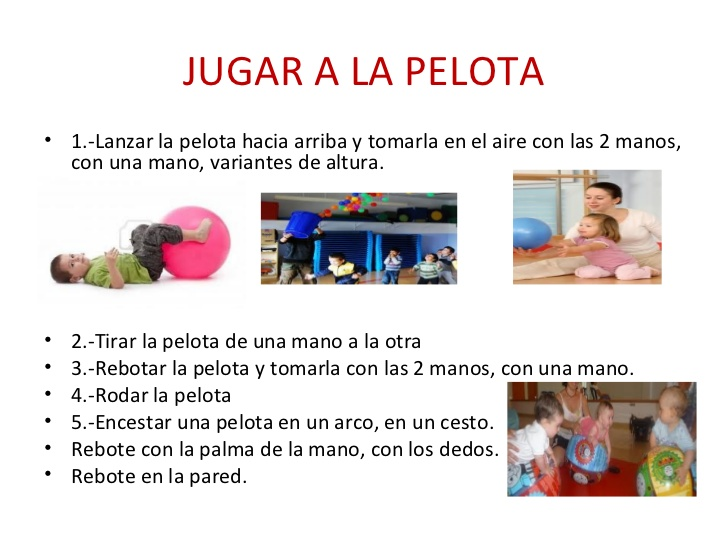 JUGAR A LA PELOTA
• 1.-Lanzar la pelota hacia arriba y tomarla en el aire con las 2 manos,
con una mano, variantes de altura.
• 2.-Tirar la pelota de una mano a la otra
• 3.-Rebotar la pelota y tomarla con las 2 manos, con una mano.
• 4.-Rodar la pelota
• 5.-Encestar una pelota en un arco, en un cesto.
• Rebote con la palma de la mano, con los dedos.
• Rebote en la pared.